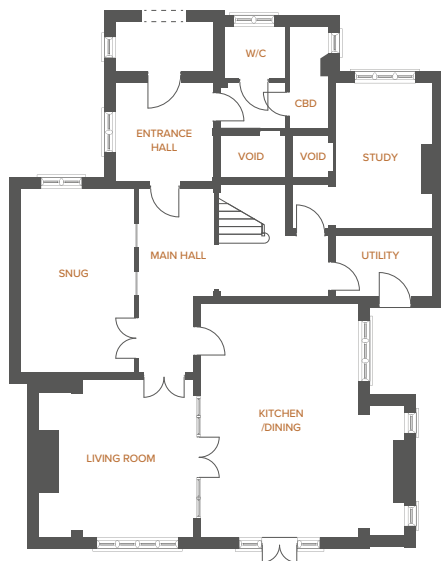 W/C
CBD
ENTRANCE
HALL
VOID
VOID
STUDY
MAIN HALL
UTILITY
SNUG
KITCHEN
/DINING
LIVING ROOM